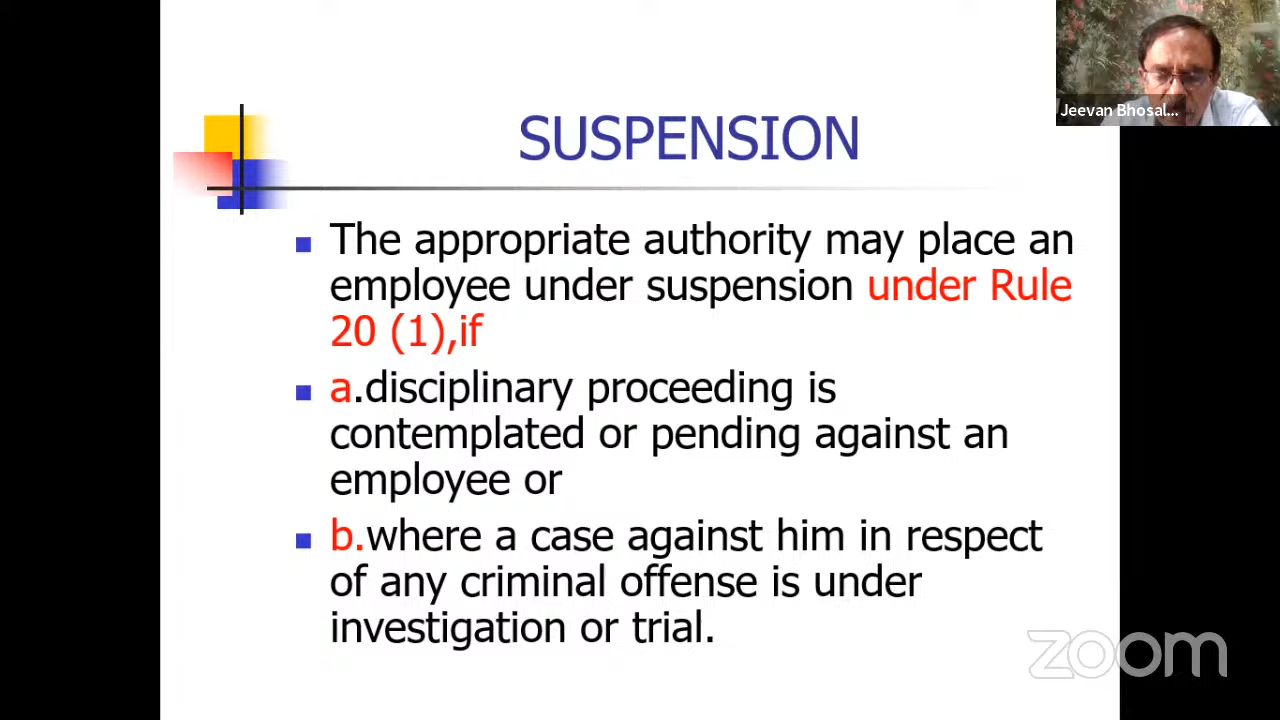 Jeevan Bhosal...
SUSPENSION
The appropriate authority may place an
employee under suspension under Rule
20 (1),if
a.disciplinary proceeding is
contemplated or pending against an
employee or
b.where a case against him in respect
of any criminal offense is under
investigation or trial.
zoom